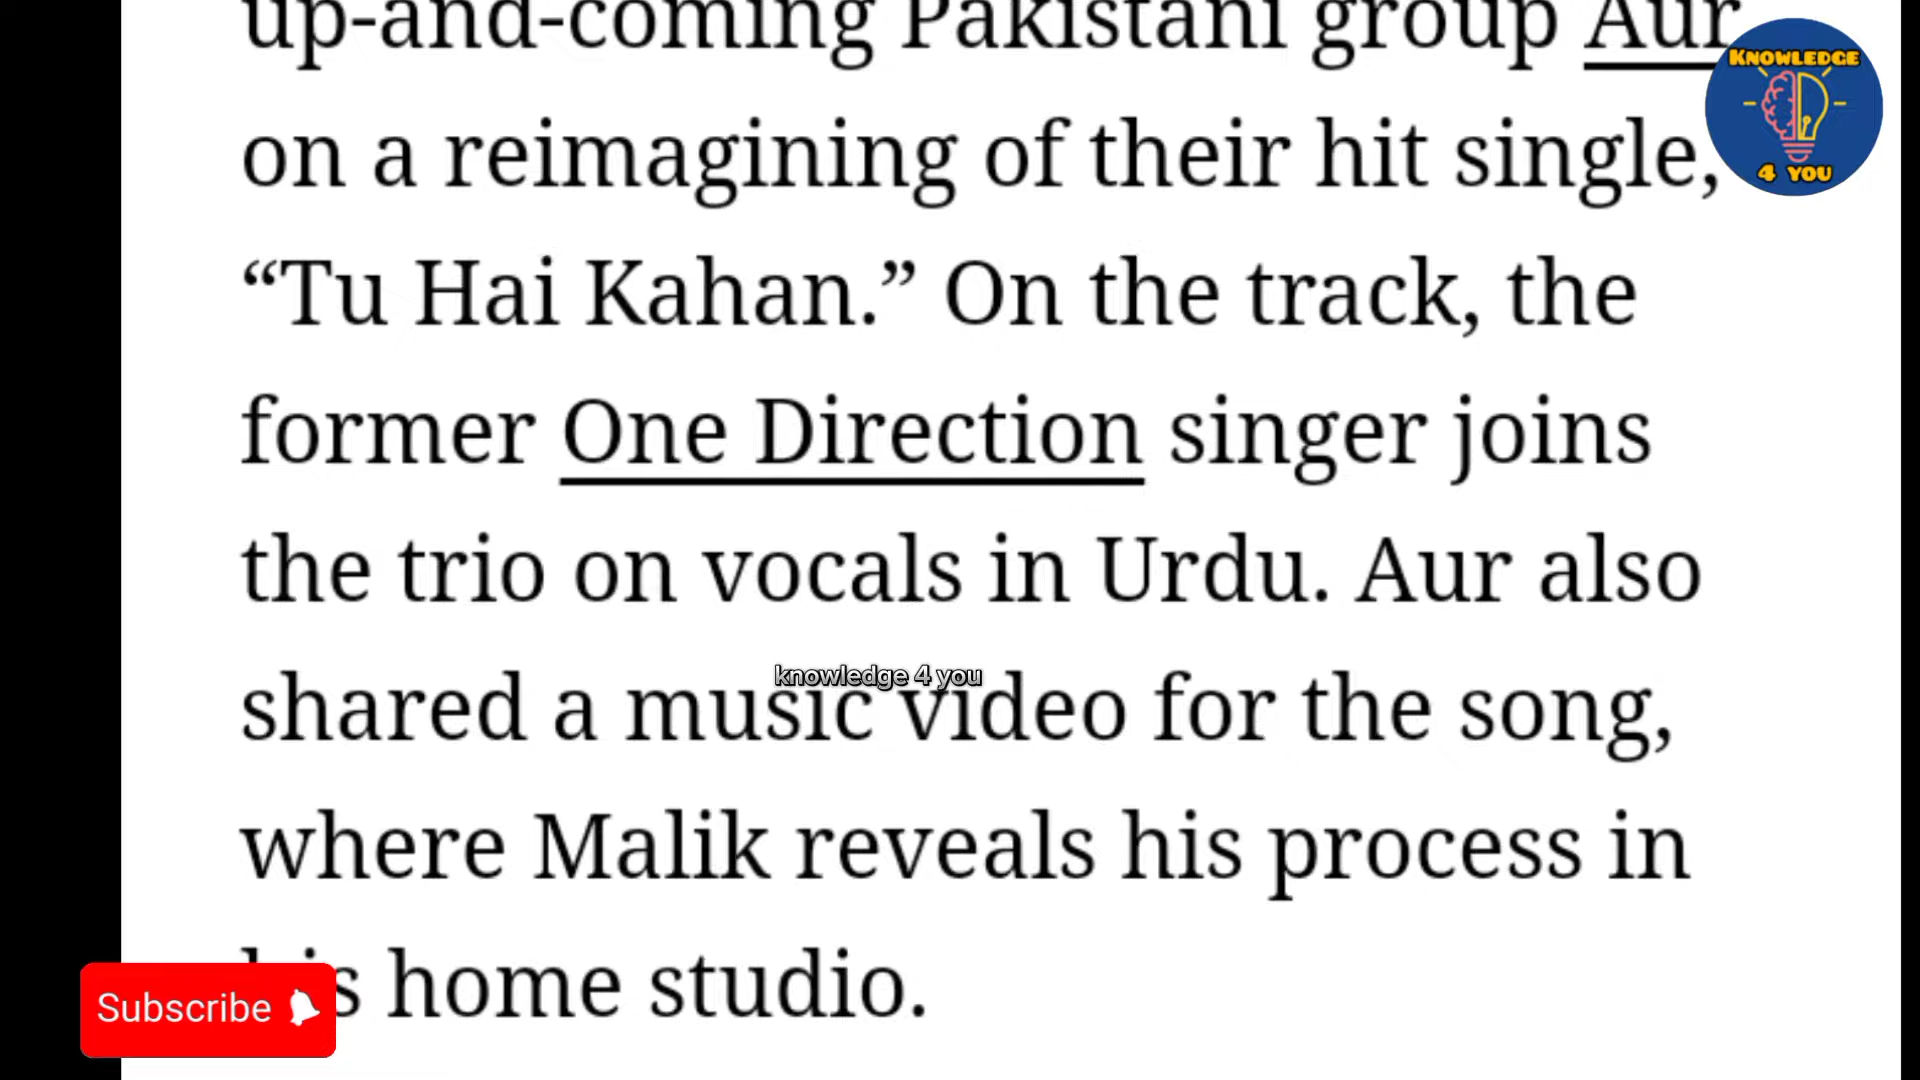 up-and-coming Pakistani group Aur
on a reimagining of their hit single,
“Tu Hai Kahan.” On the track, the
former One Direction singer joins
the trio on vocals in Urdu. Aur also
shared a music video for the song,
where Malik reveals his process in
his home studio.
KNOWLEDGE
4 YOU
knowledge 4 you
Subscribe